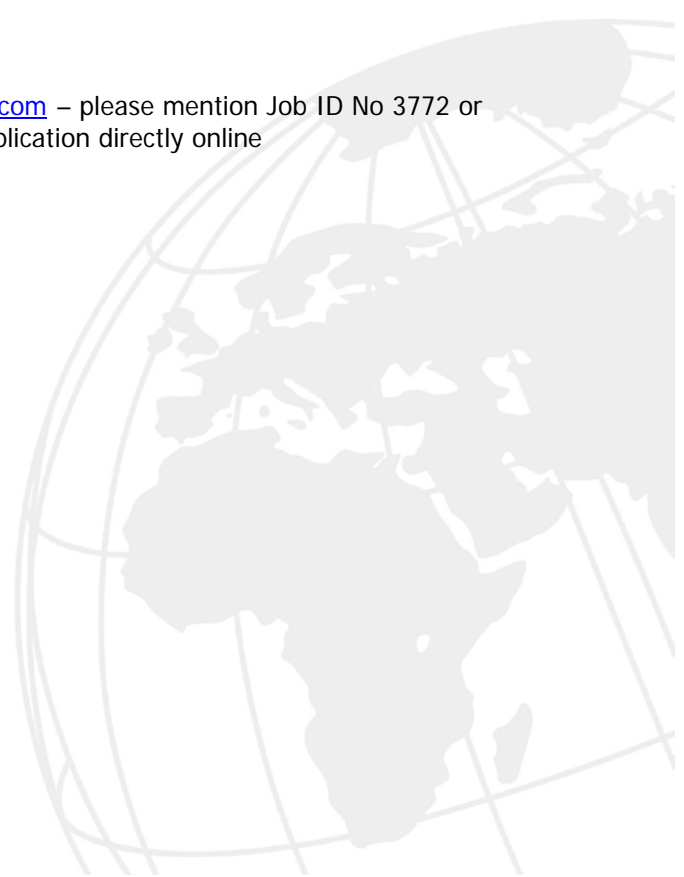 com – please mention Job ID No 3772 or
plication directly online